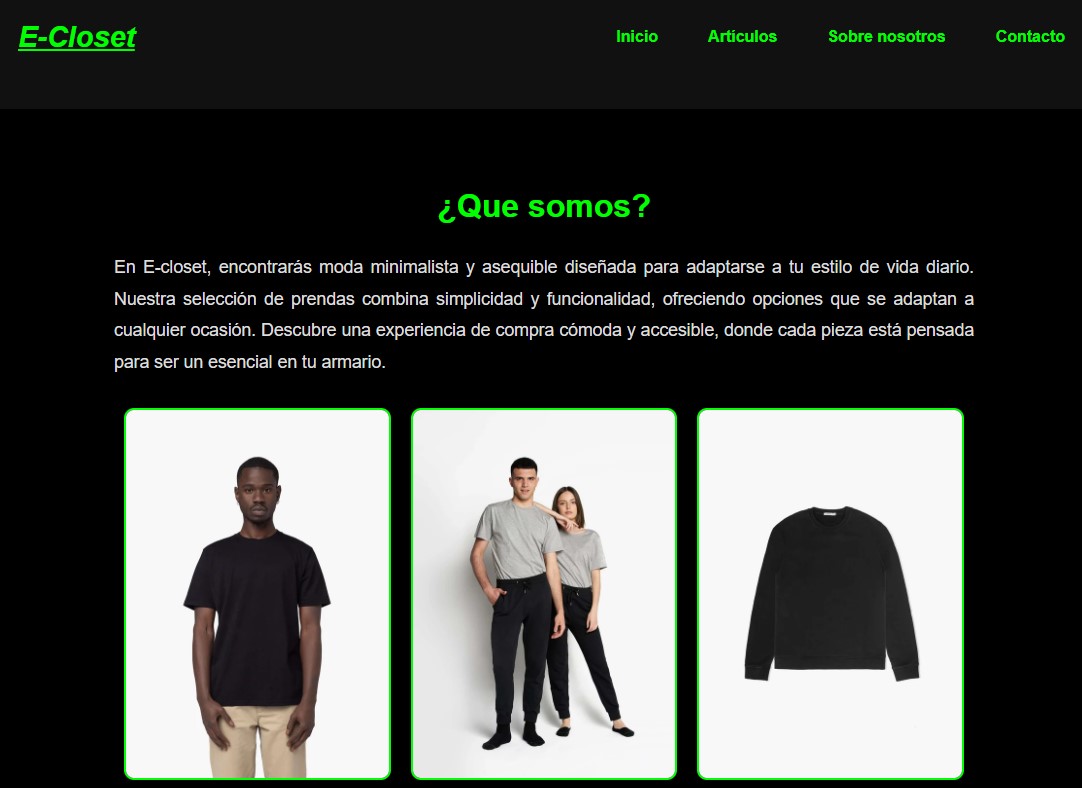 E-Closet
Inicio Artículos Sobre nosotros Contacto
¿Que somos?
En E-closet, encontrarás moda minimalista y asequible diseñada para adaptarse a tu estilo de vida diario.
Nuestra selección de prendas combina simplicidad y funcionalidad, ofreciendo opciones que se adaptan a
cualquier ocasión. Descubre una experiencia de compra cómoda y accesible, donde cada pieza está pensada
para ser un esencial en tu armario.